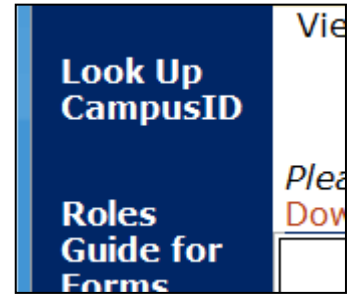 Look Up
CampusID
Roles
Guide for
Forms
Vie
Plea
Dow